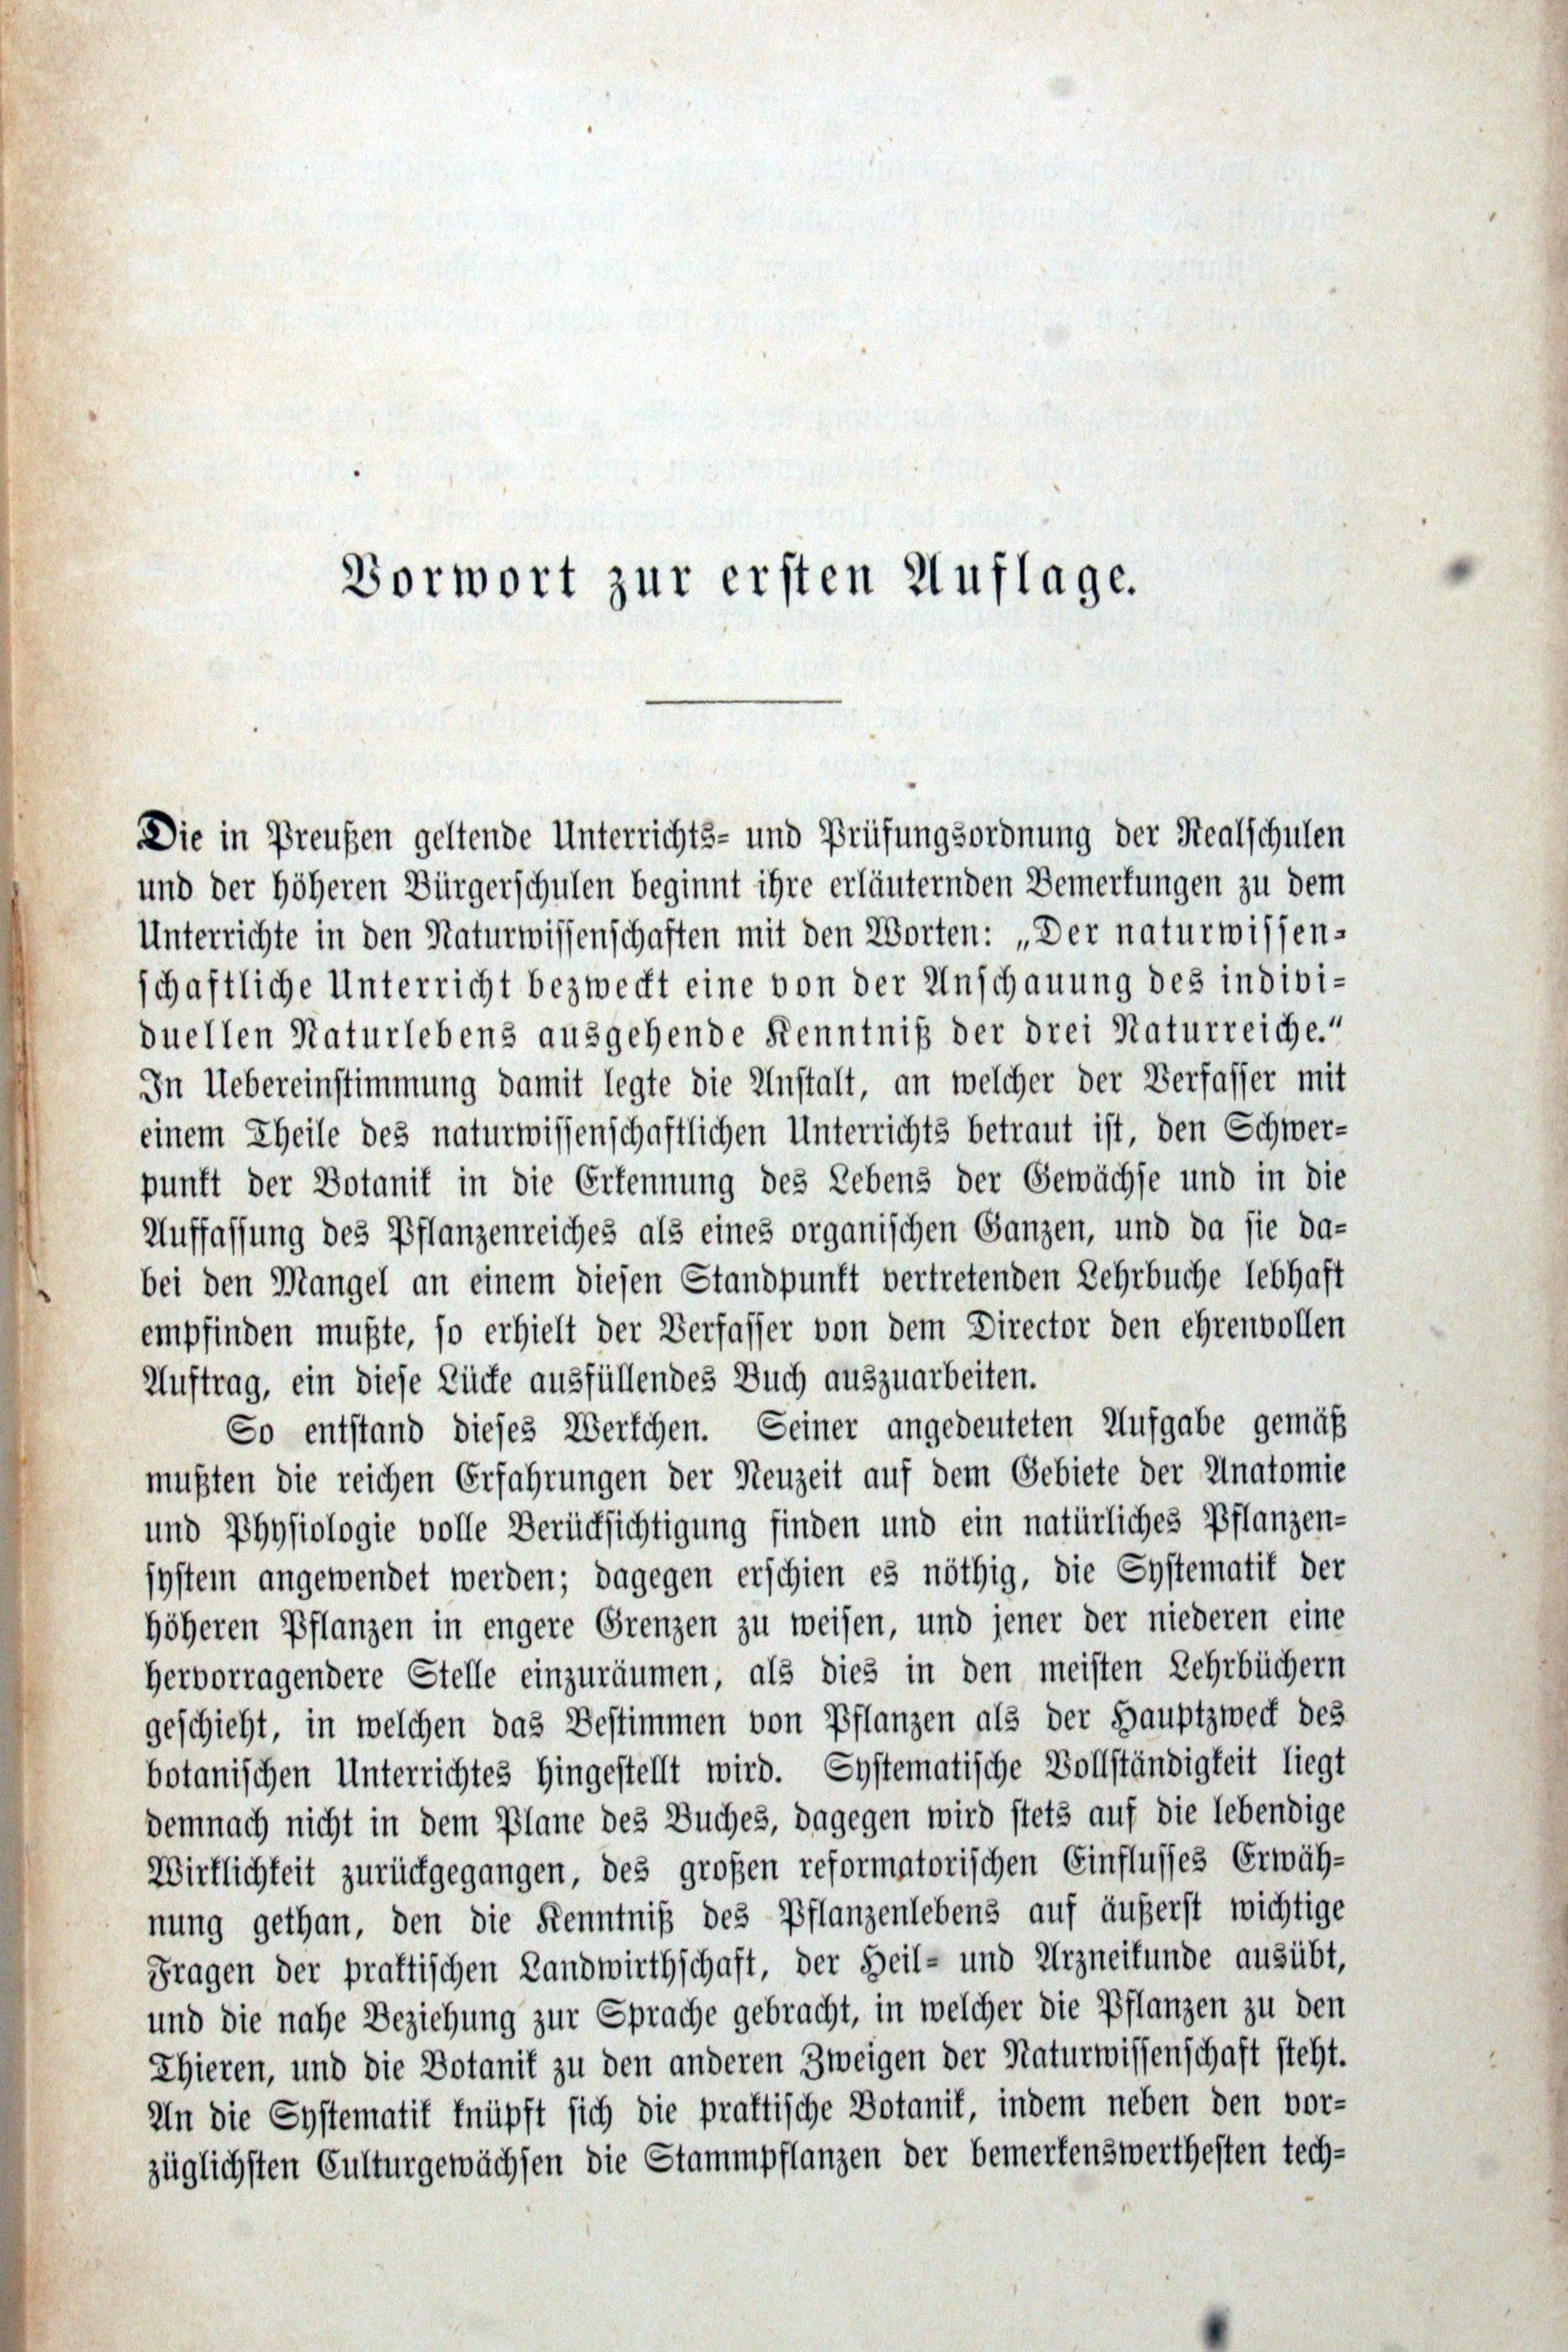 Vorwort zur ersten Auflage.
Die in Preußen geltende Unterrichts- und Prüfungsordnung der Realschulen
und der höheren Bürgerschulen beginnt ihre erläuternden Bemerkungen zu dem
Unterrichte in den Naturwissenschaften mit den Worten: „Der naturwissen-
schaftliche Unterricht bezweckt eine von der Anschauung des indivi-
duellen Naturlebens ausgehende Kenntniß der drei Naturreiche.“
In Uebereinstimmung damit legte die Anstalt, an welcher der Verfasser mit
einem Theile des naturwissenschaftlichen Unterrichts betraut ist, den Schwer-
punkt der Botanik in die Erkennung des Lebens der Gewächse und in die
Auffassung des Pflanzenreiches als eines organischen Ganzen, und da sie da-
bei den Mangel an einem diesen Standpunkt vertretenden Lehrbuche lebhaft
empfinden mußte, so erhielt der Verfasser von dem Director den ehrenvollen
Auftrag, ein diese Lücke ausfüllendes Buch auszuarbeiten.
So entstand dieses Werkchen. Seiner angedeuteten Aufgabe gemäß
mußten die reichen Erfahrungen der Neuzeit auf dem Gebiete der Anatomie
und Physiologie volle Berücksichtigung finden und ein natürliches Pflanzen-
system angewendet werden; dagegen erschien es nöthig, die Systematik der
höheren Pflanzen in engere Grenzen zu weisen, und jener der niederen eine
hervorragendere Stelle einzuräumen, als dies in den meisten Lehrbüchern
geschieht, in welchen das Bestimmen von Pflanzen als der Hauptzweck des
botanischen Unterrichtes hingestellt wird. Systematische Vollständigkeit liegt
demnach nicht in dem Plane des Buches, dagegen wird stets auf die lebendige
Wirklichkeit zurückgegangen, des großen reformatorischen Einflusses Erwäh-
nung gethan, den die Kenntniß des Pflanzenlebens auf äußerst wichtige
Fragen der praktischen Landwirthschaft, der Heil- und Arzneikunde ausübt,
und die nahe Beziehung zur Sprache gebracht, in welcher die Pflanzen zu den
Thieren, und die Botanik zu den anderen Zweigen der Naturwissenschaft steht.
An die Systematik knüpft sich die praktische Botanik, indem neben den vor-
züglichsten Culturgewächsen die Stammpflanzen der bemerkenswerthesten tech-